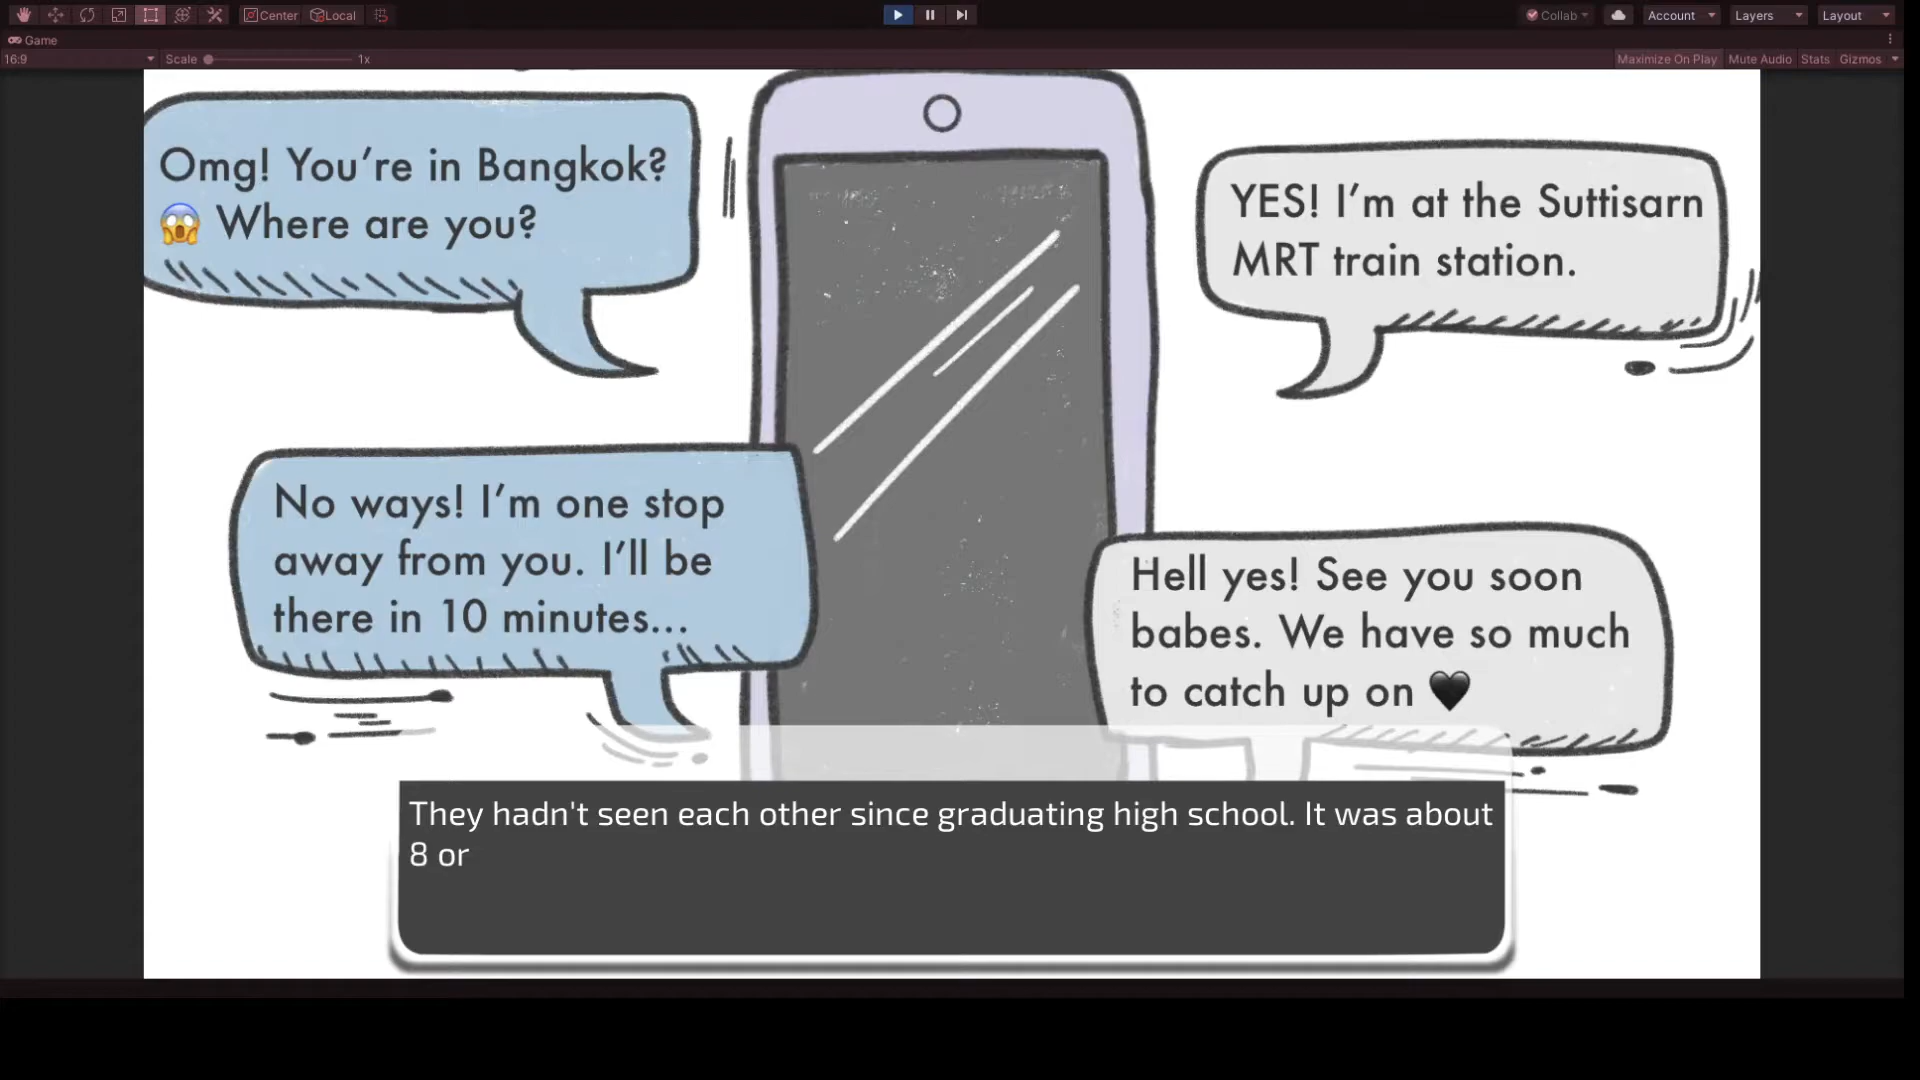 Center
Local
Collab
Account
Layers
Layout
Game
16:9
Scale
1x
Maximize On Play
Mute Audio
Stats
Gizmos
Omg! You're in Bangkok?
😱 Where are you?
YES! I'm at the Suttisarn
MRT train station.
No ways! I'm one stop
away from you. I'll be
there in 10 minutes...
Hell yes! See you soon
babes. We have so much
to catch up on 🖤
They hadn't seen each other since graduating high school. It was about
8 or